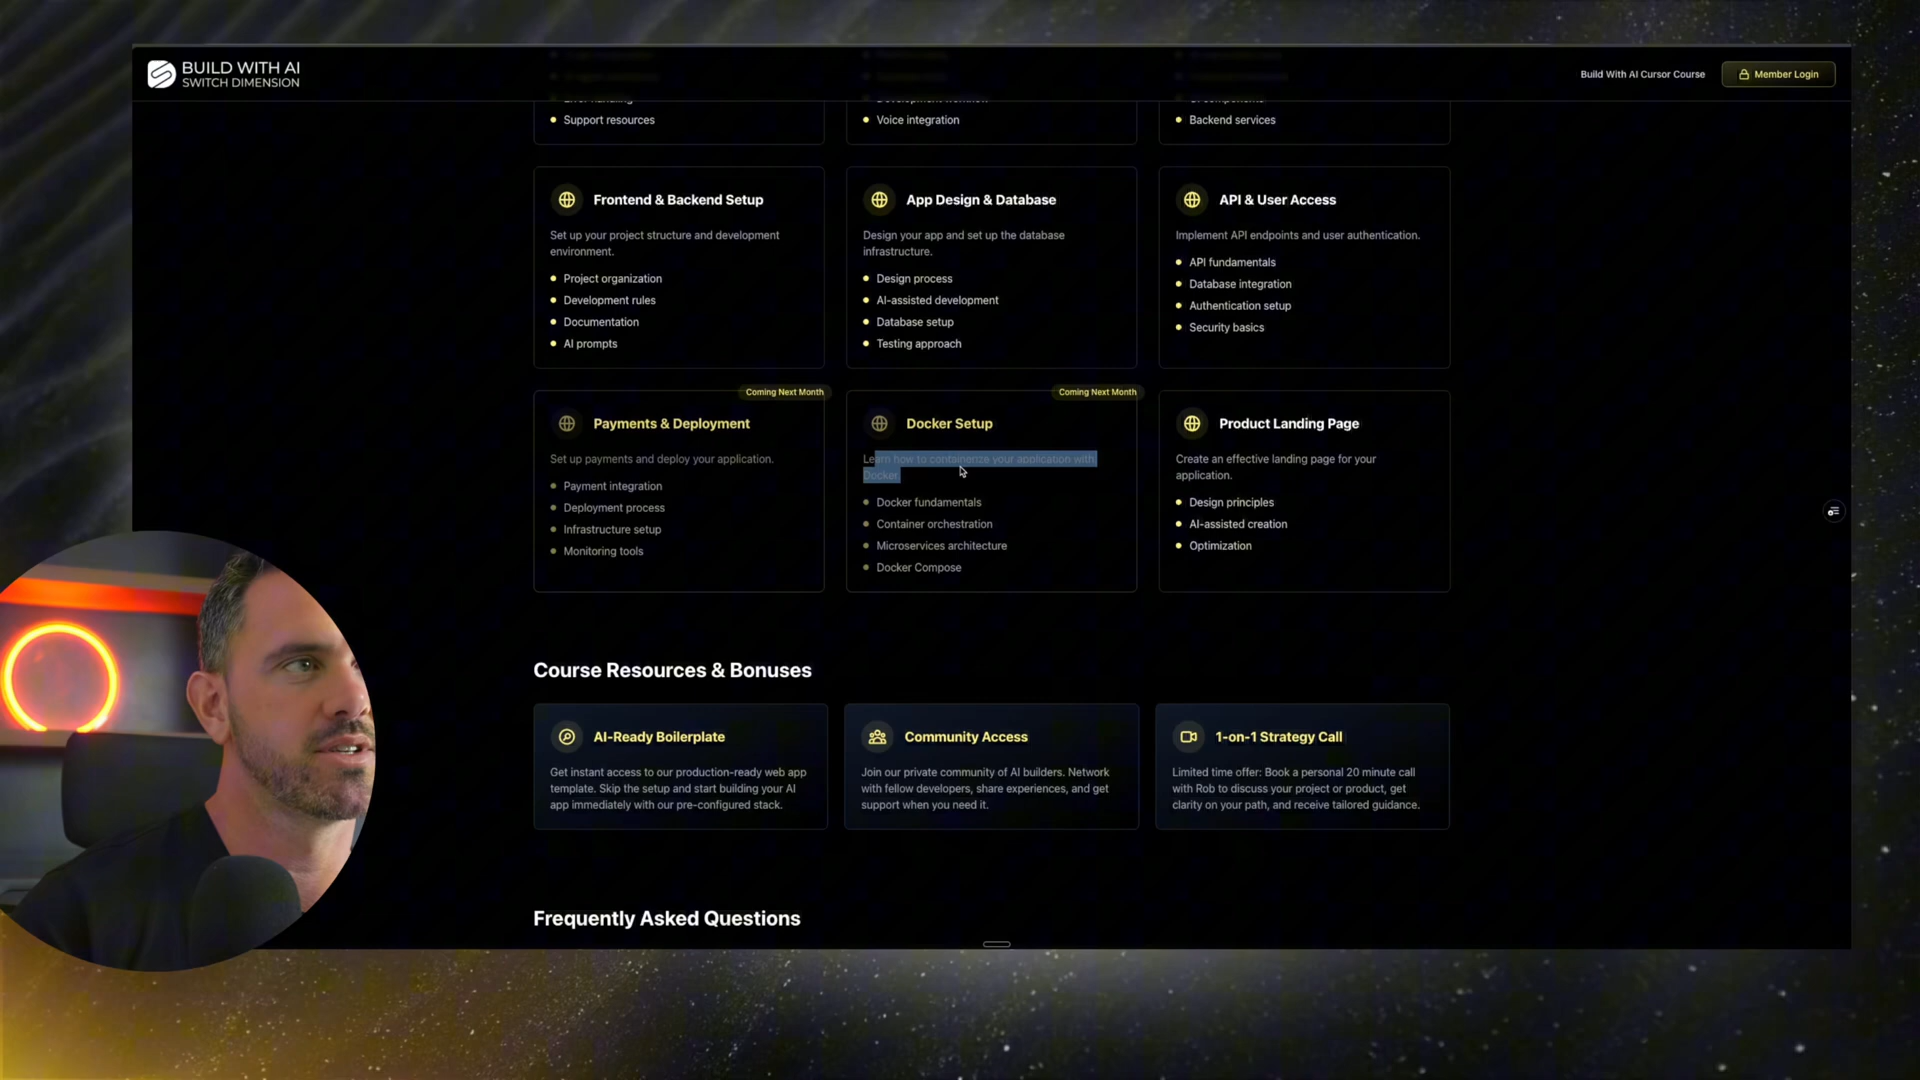 BUILD WITH AI
SWITCH DIMENSION
Build With AI Cursor Course
Member Login
Support resources
Voice integration
Backend services
Frontend & Backend Setup
Set up your project structure and development
environment.
Project organization
Development rules
Documentation
AI prompts
App Design & Database
Design your app and set up the database
infrastructure.
Design process
AI-assisted development
Database setup
Testing approach
API & User Access
Implement API endpoints and user authentication.
API fundamentals
Database integration
Authentication setup
Security basics
Coming Next Month
Payments & Deployment
Set up payments and deploy your application.
Payment integration
Deployment process
Infrastructure setup
Monitoring tools
Coming Next Month
Docker Setup
Learn how to containerize your application with
Docker.
Docker fundamentals
Container orchestration
Microservices architecture
Docker Compose
Product Landing Page
Create an effective landing page for your
application.
Design principles
AI-assisted creation
Optimization
Course Resources & Bonuses
AI-Ready Boilerplate
Get instant access to our production-ready web app
template. Skip the setup and start building your AI
app immediately with our pre-configured stack.
Community Access
Join our private community of AI builders. Network
with fellow developers, share experiences, and get
support when you need it.
1-on-1 Strategy Call
Limited time offer: Book a personal 20 minute call
with Rob to discuss your project or product, get
clarity on your path, and receive tailored guidance.
Frequently Asked Questions